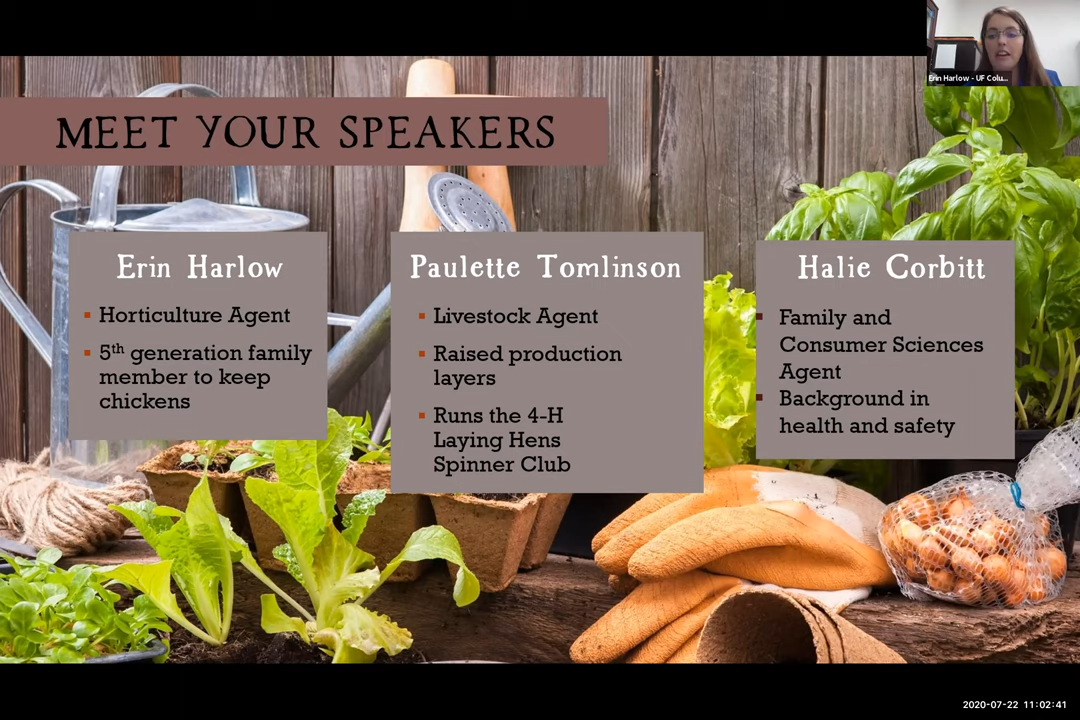 Erin Harlow - UF Colu...
MEET YOUR SPEAKERS
Erin Harlow
▪ Horticulture Agent
▪ 5th generation family
member to keep
chickens
Paulette Tomlinson
▪ Livestock Agent
▪ Raised production
layers
▪ Runs the 4-H
Laying Hens
Spinner Club
Halie Corbitt
▪ Family and
Consumer Sciences
Agent
▪ Background in
health and safety
2020-07-22 11:02:41